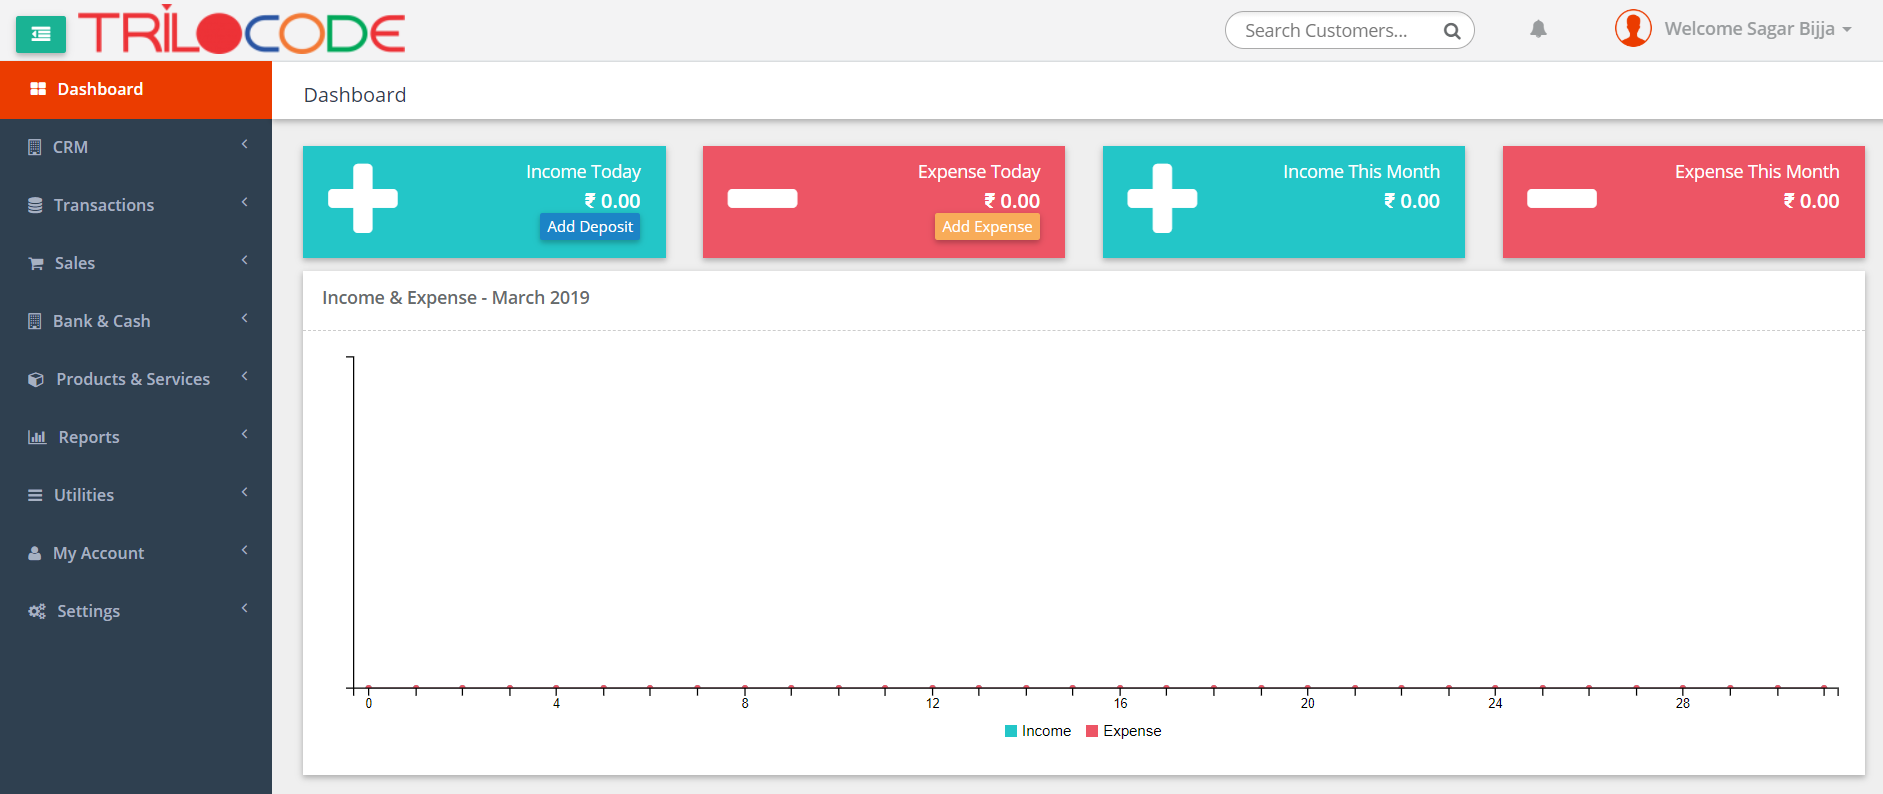 TRiLOCODE
Search Customers...
Welcome Sagar Bijja
Dashboard
CRM
Transactions
Sales
Bank & Cash
Products & Services
Reports
Utilities
My Account
Settings
Dashboard
Income Today
₹ 0.00
Add Deposit
Expense Today
₹ 0.00
Add Expense
Income This Month
₹ 0.00
Expense This Month
₹ 0.00
Income & Expense - March 2019
0 4 8 12 16 20 24 28
Income Expense